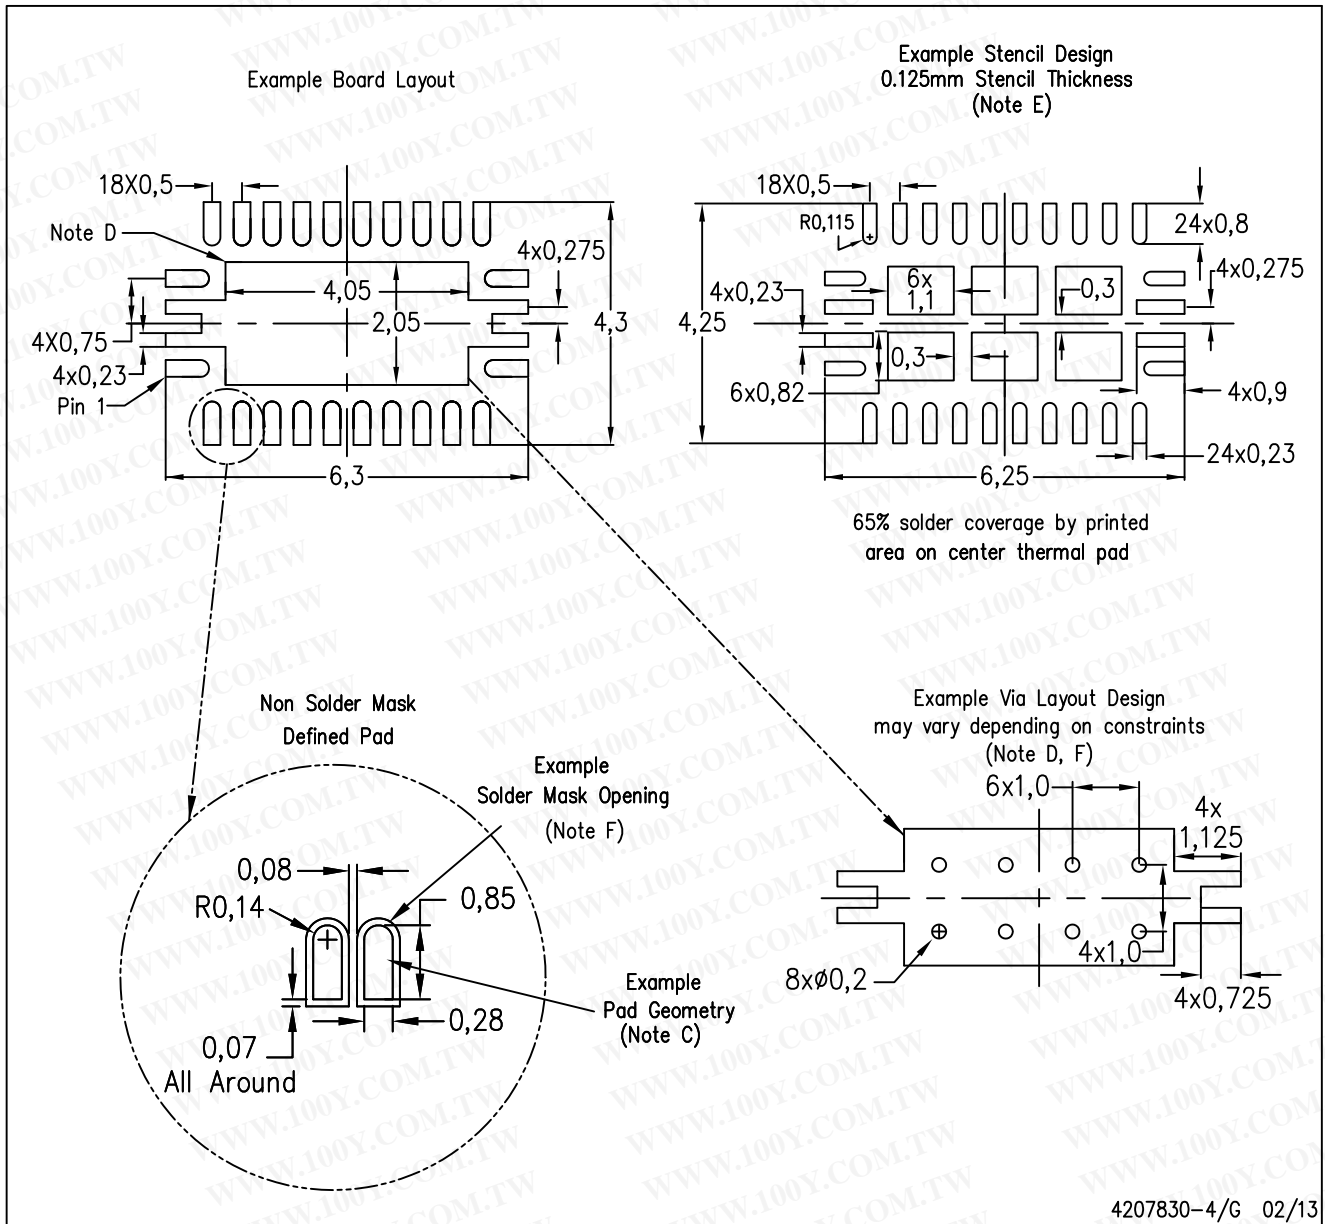 Example Board Layout
18X0,5
Note D
4x0,275
4,05
2,05
4,3
4X0,75
4x0,23
Pin 1
6,3
Example Stencil Design
0.125mm Stencil Thickness
(Note E)
18X0,5
R0,115
24x0,8
4x0,23
6x
1,1
0,3
4x0,275
4,25
0,3
6x0,82
4x0,9
24x0,23
6,25
65% solder coverage by printed
area on center thermal pad
Non Solder Mask
Defined Pad
Example
Solder Mask Opening
(Note F)
0,08
R0,14
0,85
Example
Pad Geometry
(Note C)
0,28
0,07
All Around
Example Via Layout Design
may vary depending on constraints
(Note D, F)
6x1,0
4x
1,125
4x1,0
8xø0,2
4x0,725
4207830-4/G 02/13
WWW.100Y.COM.TW